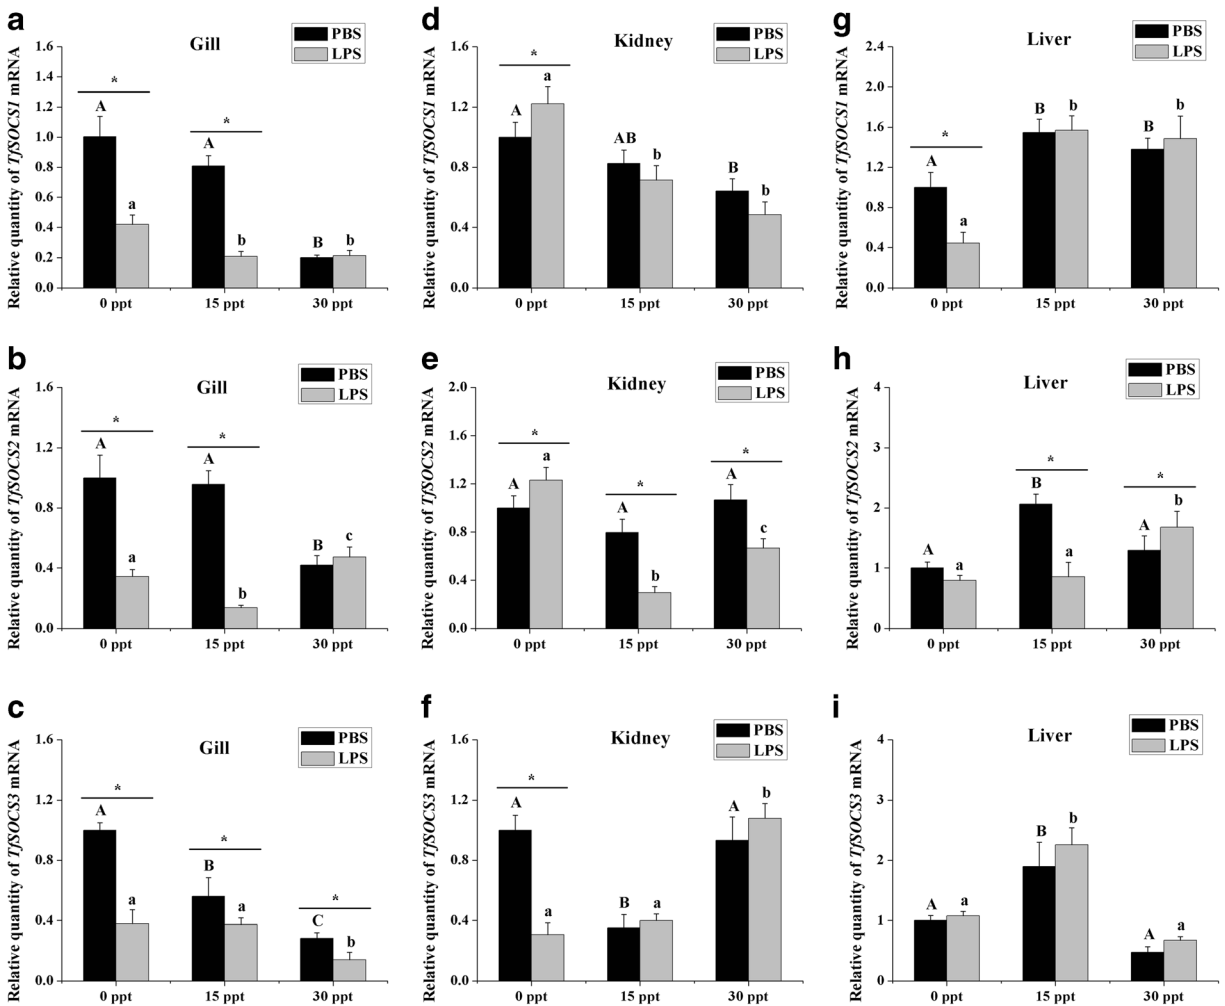 a
Gill
PBS
LPS
Relative quantity of TfSOCS1 mRNA
1.6
1.4
1.2
1.0
0.8
0.6
0.4
0.2
0.0
*
A
a
*
A
b
B
b
0 ppt
15 ppt
30 ppt
d
Kidney
PBS
LPS
Relative quantity of TfSOCS1 mRNA
1.6
1.2
0.8
0.4
0.0
*
A
a
AB
b
B
b
0 ppt
15 ppt
30 ppt
g
Liver
PBS
LPS
Relative quantity of TfSOCS1 mRNA
2.4
2.0
1.6
1.2
0.8
0.4
0.0
*
A
a
B
b
B
b
0 ppt
15 ppt
30 ppt
b
Gill
PBS
LPS
Relative quantity of TfSOCS2 mRNA
1.6
1.2
0.8
0.4
0.0
*
A
a
*
A
b
B
c
0 ppt
15 ppt
30 ppt
e
Kidney
PBS
LPS
Relative quantity of TfSOCS2 mRNA
2.0
1.6
1.2
0.8
0.4
0.0
*
A
a
*
A
b
*
A
c
0 ppt
15 ppt
30 ppt
h
Liver
PBS
LPS
Relative quantity of TfSOCS2 mRNA
4
3
2
1
0
A
a
*
B
a
*
A
b
0 ppt
15 ppt
30 ppt
c
Gill
PBS
LPS
Relative quantity of TfSOCS3 mRNA
1.6
1.2
0.8
0.4
0.0
*
A
a
*
B
a
*
C
b
0 ppt
15 ppt
30 ppt
f
Kidney
PBS
LPS
Relative quantity of TfSOCS3 mRNA
1.6
1.2
0.8
0.4
0.0
*
A
a
B
a
A
b
0 ppt
15 ppt
30 ppt
i
Liver
PBS
LPS
Relative quantity of TfSOCS3 mRNA
4
3
2
1
0
A
a
B
b
A
a
0 ppt
15 ppt
30 ppt